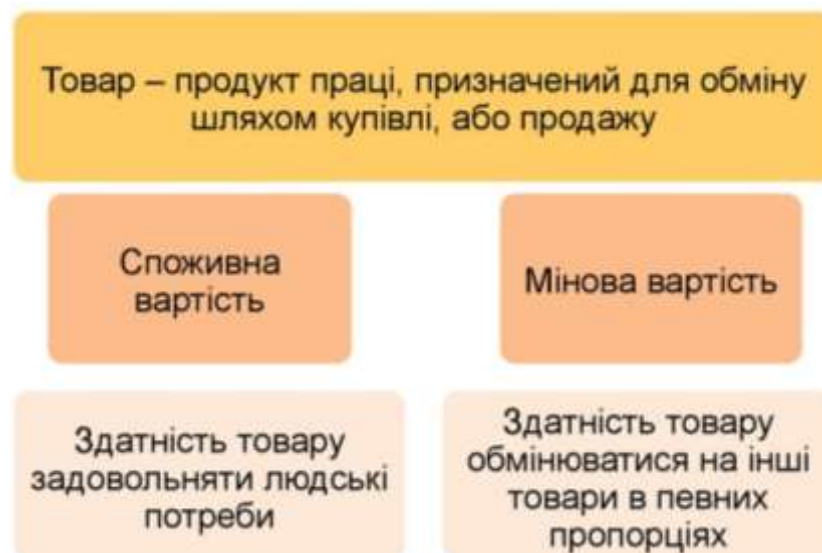 Товар – продукт праці, призначений для обміну
шляхом купівлі, або продажу
Споживна
вартість
Мінова вартість
Здатність товару
задовольняти людські
потреби
Здатність товару
обмінюватися на інші
товари в певних
пропорціях